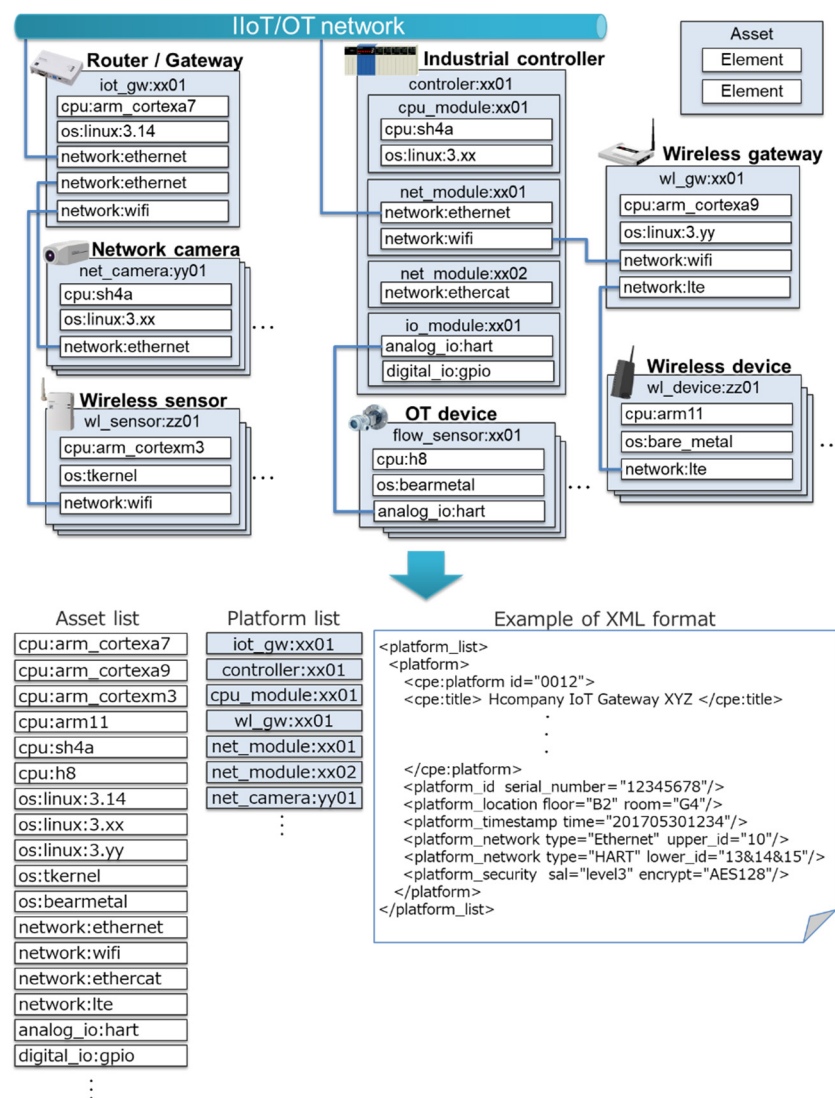 IIoT/OT network
Router / Gateway
iot_gw:xx01
cpu:arm_cortexa7
os:linux:3.14
network:ethernet
network:ethernet
network:wifi
Network camera
net_camera:yy01
cpu:sh4a
os:linux:3.xx
network:ethernet
...
Wireless sensor
wl_sensor:zz01
cpu:arm_cortexm3
os:tkernel
network:wifi
...
Industrial controller
controler:xx01
cpu_module:xx01
cpu:sh4a
os:linux:3.xx
net_module:xx01
network:ethernet
network:wifi
net_module:xx02
network:ethercat
io_module:xx01
analog_io:hart
digital_io:gpio
OT device
flow_sensor:xx01
cpu:h8
os:bearmetal
analog_io:hart
...
Asset
Element
Element
Wireless gateway
wl_gw:xx01
cpu:arm_cortexa9
os:linux:3.yy
network:wifi
network:lte
Wireless device
wl_device:zz01
cpu:arm11
os:bare_metal
network:lte
...
Asset list
cpu:arm_cortexa7
cpu:arm_cortexa9
cpu:arm_cortexm3
cpu:arm11
cpu:sh4a
cpu:h8
os:linux:3.14
os:linux:3.xx
os:linux:3.yy
os:tkernel
os:bearmetal
network:ethernet
network:wifi
network:ethercat
network:lte
analog_io:hart
digital_io:gpio
⋮
Platform list
iot_gw:xx01
controller:xx01
cpu_module:xx01
wl_gw:xx01
net_module:xx01
net_module:xx02
net_camera:yy01
⋮
Example of XML format
<platform_list>
<platform>
<cpe:platform id="0012">
<cpe:title> Hcompany IoT Gateway XYZ </cpe:title>
.
.
.
</cpe:platform>
<platform_id serial_number="12345678"/>
<platform_location floor="B2" room="G4"/>
<platform_timestamp time="201705301234"/>
<platform_network type="Ethernet" upper_id="10"/>
<platform_network type="HART" lower_id="13&14&15"/>
<platform_security sal="level3" encrypt="AES128"/>
</platform>
</platform_list>